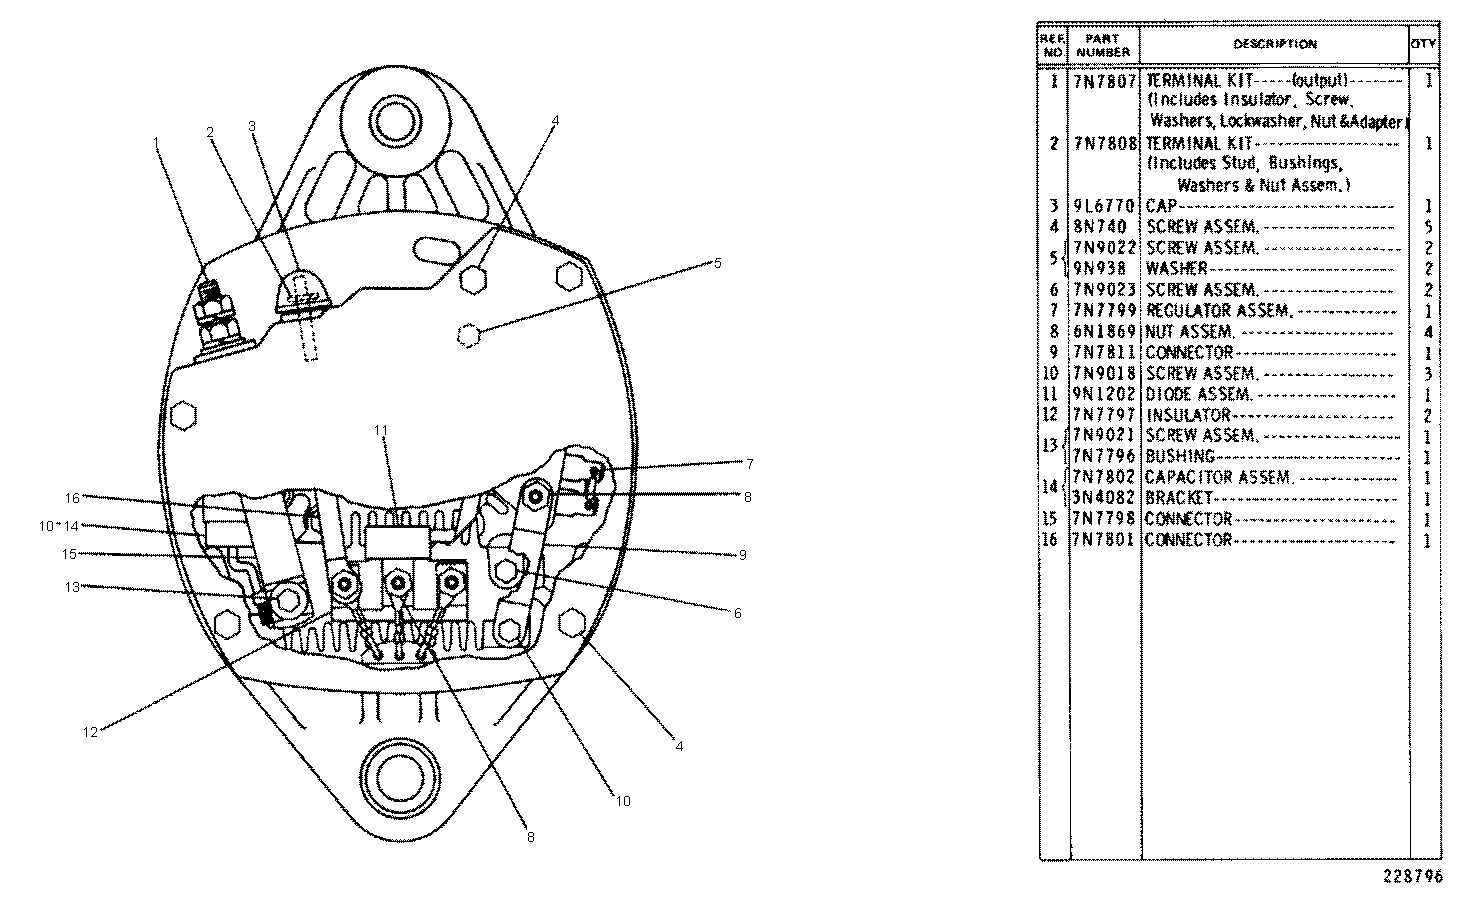 1
2
3
4
5
11
7
16
8
10-14
15
9
13
6
12
4
10
8
REF. NO PART NUMBER DESCRIPTION QTY
1 7N7807 TERMINAL KIT-----(output)------- 1
(Includes Insulator, Screw,
Washers, Lockwasher, Nut &Adapter)
2 7N7808 TERMINAL KIT------------------- 1
(Includes Stud, Bushings,
Washers & Nut Assem.)
3 9L6770 CAP----------------------------- 1
4 8N740 SCREW ASSEM.------------------ 5
5 7N9022 SCREW ASSEM.------------------ 2
9N938 WASHER------------------------- 2
6 7N9023 SCREW ASSEM.------------------ 2
7 7N7799 REGULATOR ASSEM.------------- 1
8 6N1869 NUT ASSEM.--------------------- 4
9 7N7811 CONNECTOR--------------------- 1
10 7N9018 SCREW ASSEM.------------------ 3
11 9N1202 DIODE ASSEM.------------------- 1
12 7N7797 INSULATOR---------------------- 2
13 7N9021 SCREW ASSEM.------------------ 1
7N7796 BUSHING------------------------ 1
14 7N7802 CAPACITOR ASSEM.------------- 1
3N4082 BRACKET------------------------ 1
15 7N7798 CONNECTOR--------------------- 1
16 7N7801 CONNECTOR--------------------- 1
228796